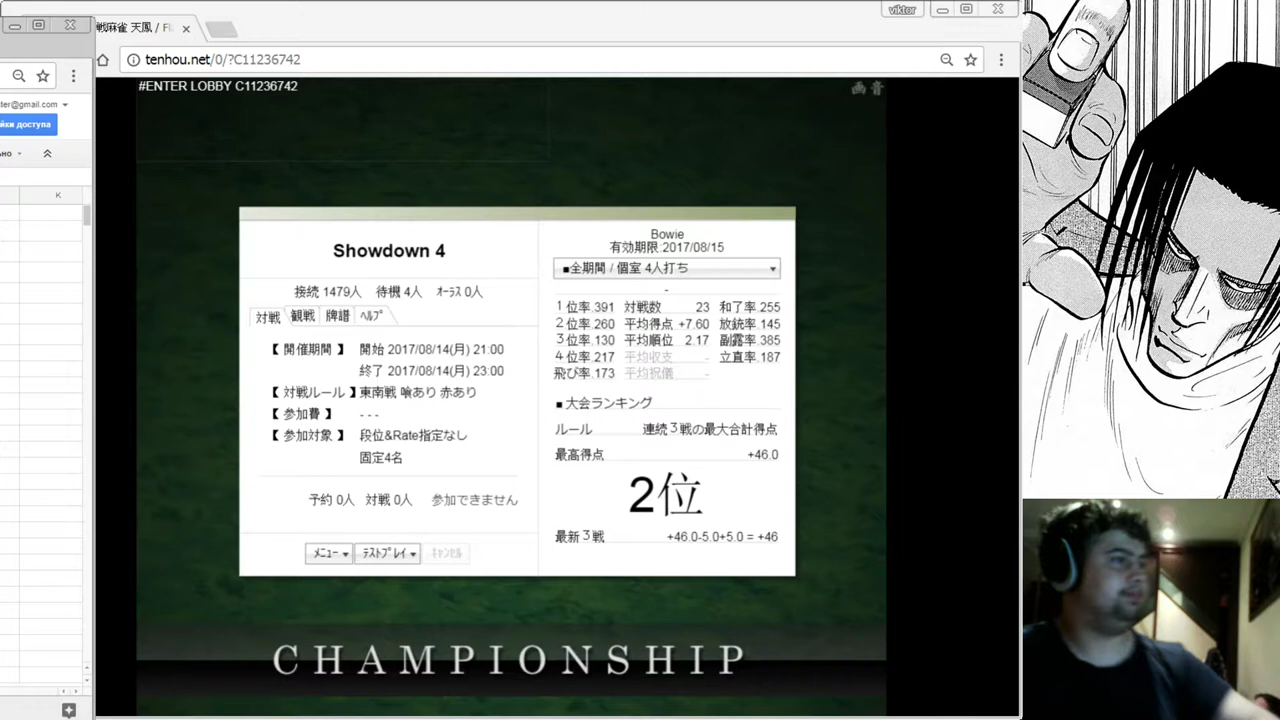 viktor
戦麻雀 天鳳 / Fl
tenhou.net/0/?C11236742
ter@gmail.com
йки доступа
ьно
K
#ENTER LOBBY C11236742
画 音
Showdown 4
接続 1479人 待機 4人 ｵｰﾗｽ 0人
対戦 観戦 牌譜 ﾍﾙﾌﾟ
【 開催期間 】 開始 2017/08/14(月) 21:00
終了 2017/08/14(月) 23:00
【 対戦ルール 】 東南戦 喰あり 赤あり
【 参加費 】 - - -
【 参加対象 】 段位&Rate指定なし
固定4名
予約 0人 対戦 0人 参加できません
ﾒﾆｭｰ ﾃｽﾄﾌﾟﾚｲ ｷｬﾝｾﾙ
Bowie
有効期限:2017/08/15
■全期間 / 個室 4人打ち
-
1位率.391 対戦数 23 和了率.255
2位率.260 平均得点 +7.60 放銃率.145
3位率.130 平均順位 2.17 副露率.385
4位率.217 平均収支 - 立直率.187
飛び率.173 平均祝儀 -
■ 大会ランキング
ルール 連続3戦の最大合計得点
最高得点 +46.0
2位
最新3戦 +46.0-5.0+5.0 = +46
CHAMPIONSHIP